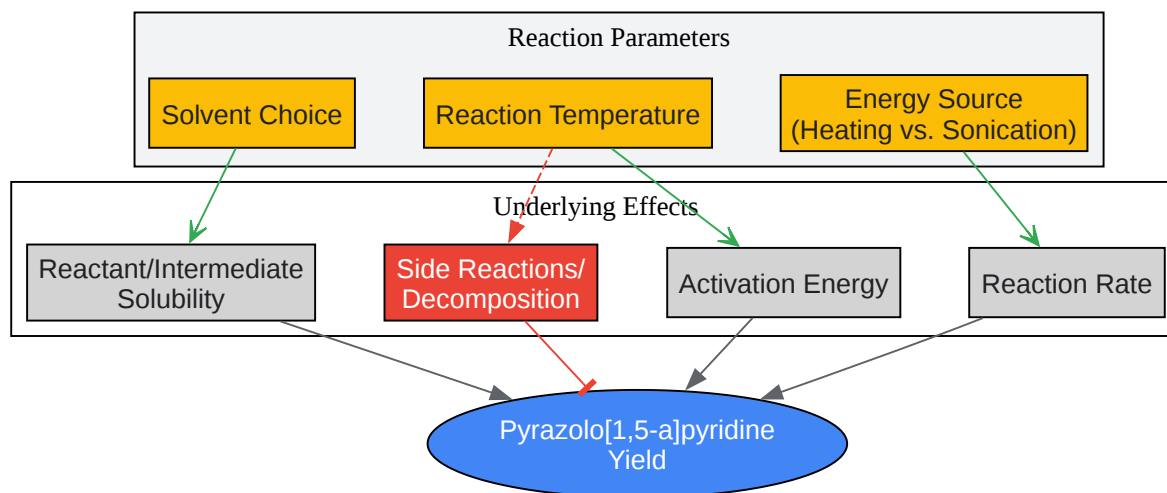 Reaction Parameters
Solvent Choice
Reaction Temperature
Energy Source
(Heating vs. Sonication)
Underlying Effects
Reactant/Intermediate
Solubility
Side Reactions/
Decomposition
Activation Energy
Reaction Rate
Pyrazolo[1,5-a]pyridine
Yield